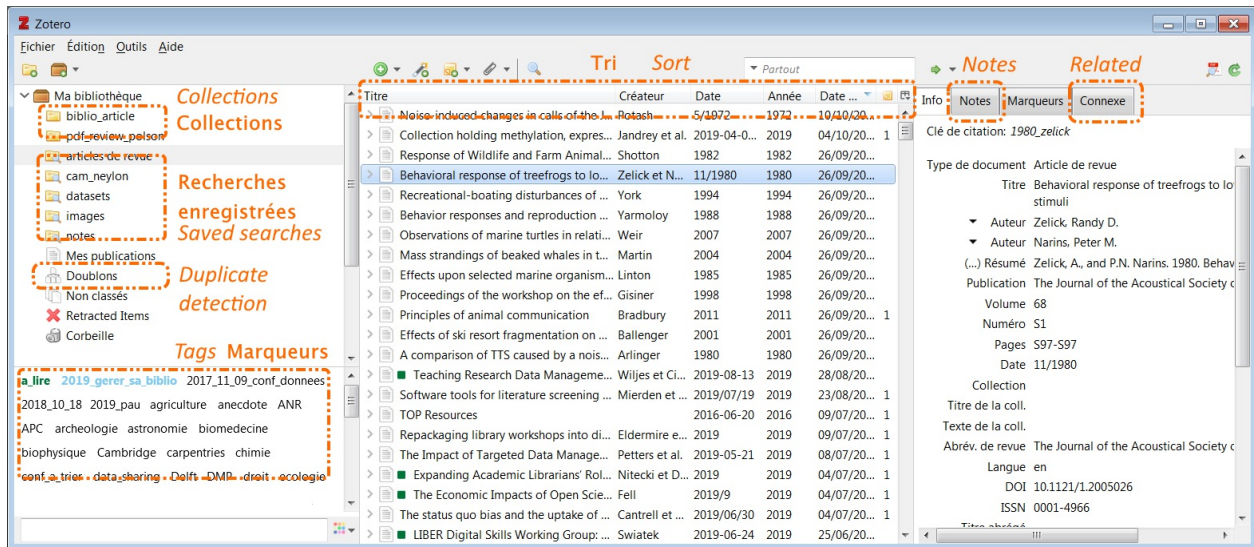 Zotero
Fichier Édition Outils Aide
Tri Sort
Partout
Notes Related
Ma bibliothèque
biblio_article
pdf_review_polson
articles de revue
cam_neylon
datasets
images
notes
Mes publications
Doublons
Non classés
Retracted Items
Corbeille
Collections
Collections
Recherches
enregistrées
Saved searches
Duplicate
detection
Tags Marqueurs
a_lire 2019_gerer_sa_biblio 2017_11_09_conf_donnees
2018_10_18 2019_pau agriculture anecdote ANR
APC archeologie astronomie biomedecine
biophysique Cambridge carpentries chimie
conf_a_trier data_sharing Delft DMP droit ecologie
Titre Créateur Date Année Date ...
Noise-induced changes in calls of the J... Potash 5/1972 1972 10/10/20...
Collection holding methylation, expres... Jandrey et al. 2019-04-0... 2019 04/10/20... 1
Response of Wildlife and Farm Animal... Shotton 1982 1982 26/09/20...
Behavioral response of treefrogs to lo... Zelick et N... 11/1980 1980 26/09/20...
Recreational-boating disturbances of ... York 1994 1994 26/09/20...
Behavior responses and reproduction ... Yarmoloy 1988 1988 26/09/20...
Observations of marine turtles in relati... Weir 2007 2007 26/09/20...
Mass strandings of beaked whales in t... Martin 2004 2004 26/09/20...
Effects upon selected marine organism... Linton 1985 1985 26/09/20...
Proceedings of the workshop on the ef... Gisiner 1998 1998 26/09/20...
Principles of animal communication Bradbury 2011 2011 26/09/20... 1
Effects of ski resort fragmentation on ... Ballenger 2001 2001 26/09/20...
A comparison of TTS caused by a nois... Arlinger 1980 1980 26/09/20...
Teaching Research Data Manageme... Wiljes et Ci... 2019-08-13 2019 28/08/20...
Software tools for literature screening ... Mierden et ... 2019/07/19 2019 23/08/20... 1
TOP Resources 2016-06-20 2016 09/07/20... 1
Repackaging library workshops into di... Eldermire e... 2019 2019 09/07/20... 1
The Impact of Targeted Data Manage... Petters et al. 2019-05-21 2019 08/07/20... 1
Expanding Academic Librarians' Rol... Nitecki et D... 2019 2019 04/07/20... 1
The Economic Impacts of Open Scie... Fell 2019/9 2019 04/07/20... 1
The status quo bias and the uptake of ... Cantrell et ... 2019/06/30 2019 04/07/20... 1
LIBER Digital Skills Working Group: ... Swiatek 2019-06-24 2019 25/06/20...
Info Notes Marqueurs Connexe
Clé de citation: 1980_zelick
Type de document Article de revue
Titre Behavioral response of treefrogs to lo
stimuli
Auteur Zelick, Randy D.
Auteur Narins, Peter M.
(...) Résumé Zelick, A., and P.N. Narins. 1980. Behav
Publication The Journal of the Acoustical Society o
Volume 68
Numéro S1
Pages S97-S97
Date 11/1980
Collection
Titre de la coll.
Texte de la coll.
Abrév. de revue The Journal of the Acoustical Society o
Langue en
DOI 10.1121/1.2005026
ISSN 0001-4966
Titre abrégé